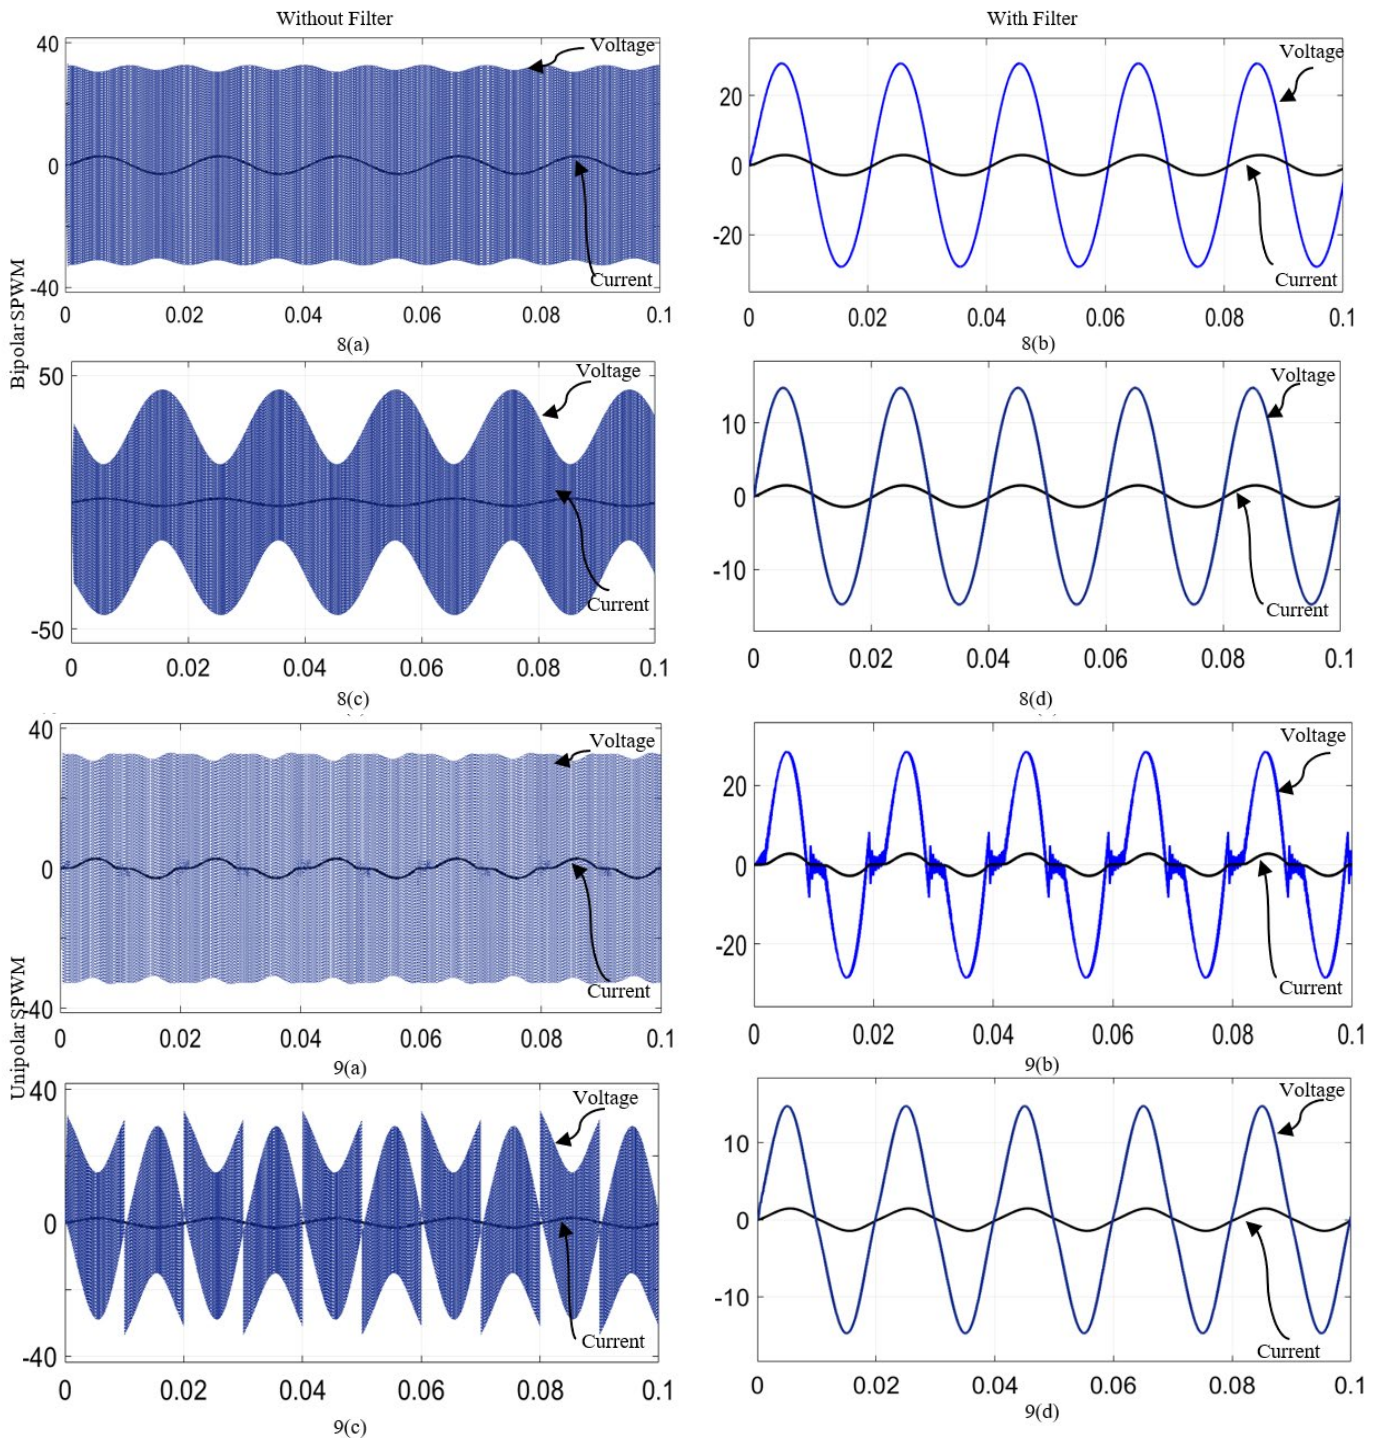 Without Filter
With Filter
Bipolar SPWM
40
0
-40
0 0.02 0.04 0.06 0.08 0.1
Voltage
Current
8(a)
20
0
-20
0 0.02 0.04 0.06 0.08 0.1
Voltage
Current
8(b)
50
0
-50
0 0.02 0.04 0.06 0.08 0.1
Voltage
Current
8(c)
10
0
-10
0 0.02 0.04 0.06 0.08 0.1
Voltage
Current
8(d)
Unipolar SPWM
40
0
-40
0 0.02 0.04 0.06 0.08 0.1
Voltage
Current
9(a)
20
0
-20
0 0.02 0.04 0.06 0.08 0.1
Voltage
Current
9(b)
40
0
-40
0 0.02 0.04 0.06 0.08 0.1
Voltage
Current
9(c)
10
0
-10
0 0.02 0.04 0.06 0.08 0.1
Voltage
Current
9(d)